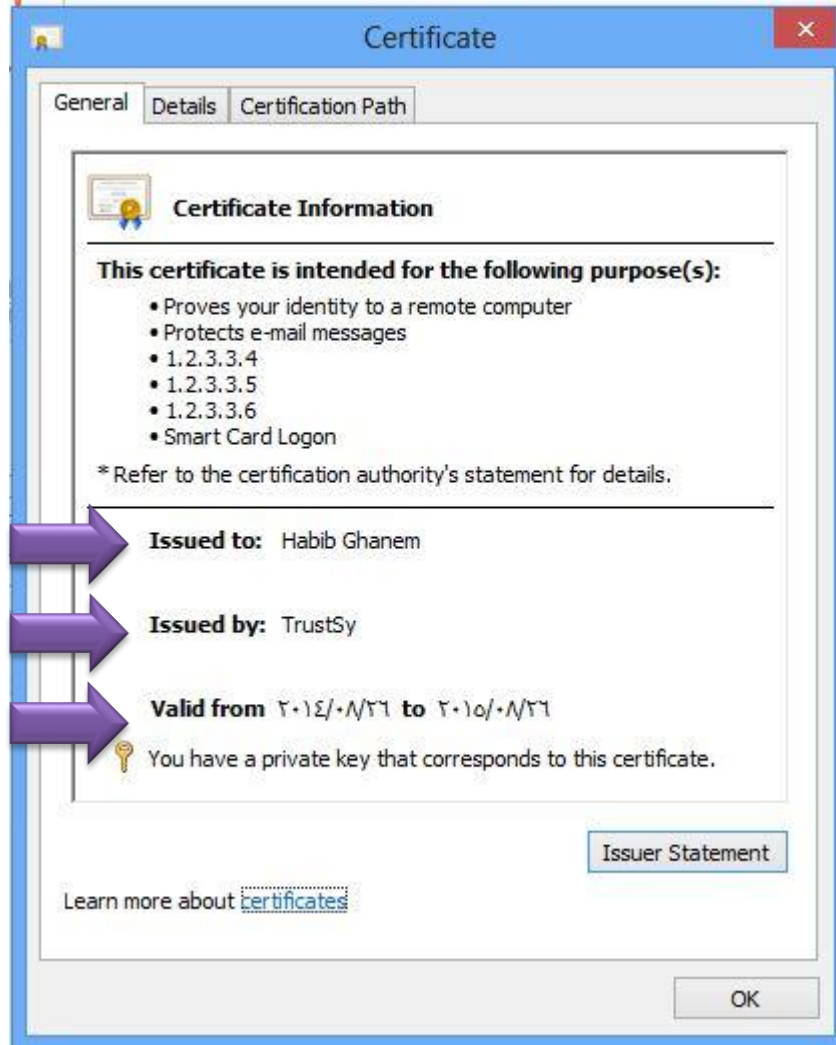 Certificate
General Details Certification Path
Certificate Information
This certificate is intended for the following purpose(s):
• Proves your identity to a remote computer
• Protects e-mail messages
• 1.2.3.3.4
• 1.2.3.3.5
• 1.2.3.3.6
• Smart Card Logon
* Refer to the certification authority's statement for details.
Issued to: Habib Ghanem
Issued by: TrustSy
Valid from ٢٠١٤/٠٨/٢٦ to ٢٠١٥/٠٨/٢٦
You have a private key that corresponds to this certificate.
Issuer Statement
Learn more about certificates
OK